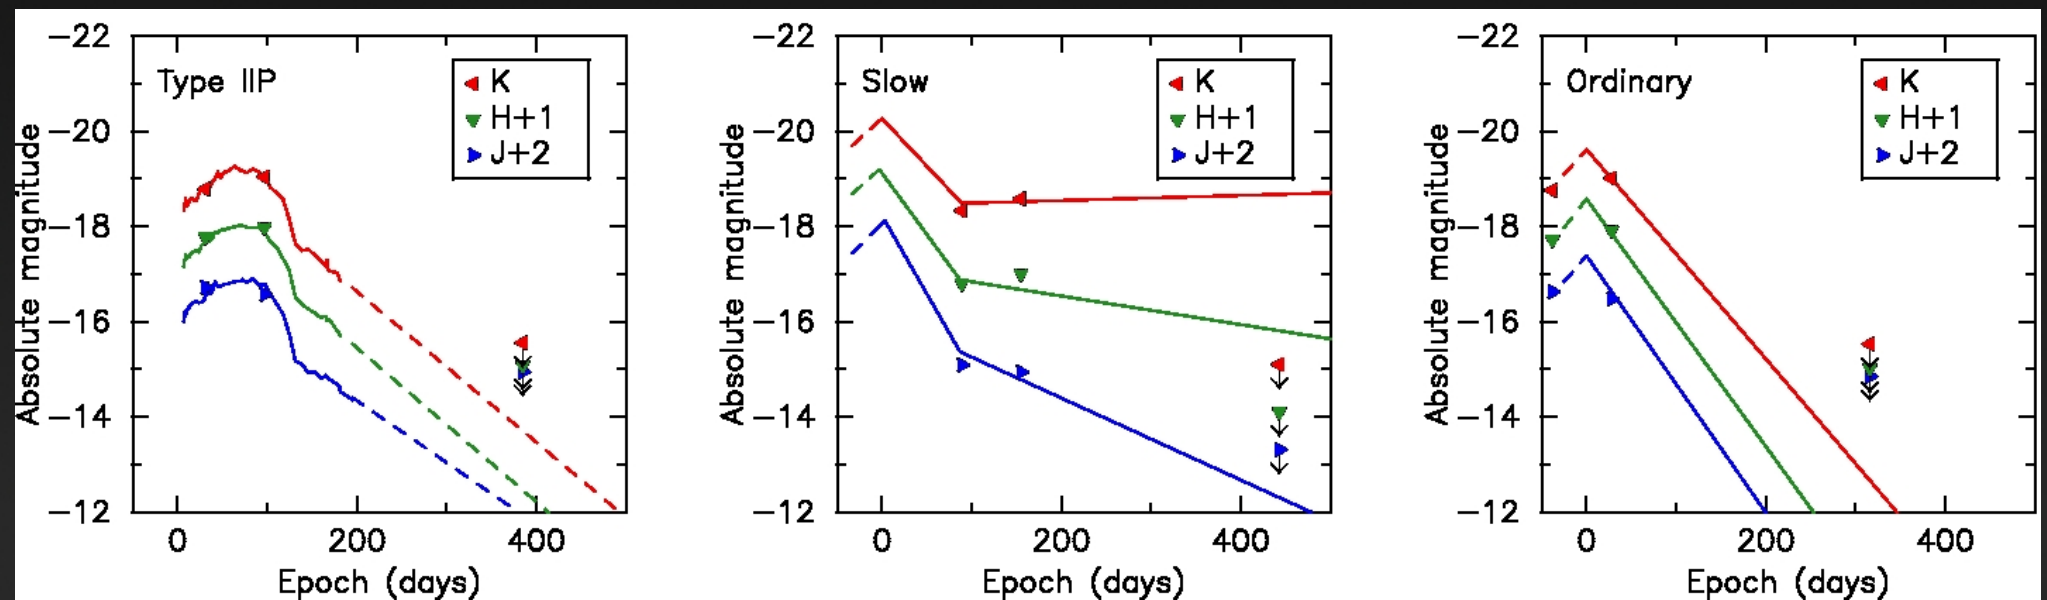 Type IIP
K
H+1
J+2
−22
−20
−18
−16
−14
−12
0 200 400
Epoch (days)
Absolute magnitude
Slow
K
H+1
J+2
−22
−20
−18
−16
−14
−12
0 200 400
Epoch (days)
Absolute magnitude
Ordinary
K
H+1
J+2
−22
−20
−18
−16
−14
−12
0 200 400
Epoch (days)
Absolute magnitude